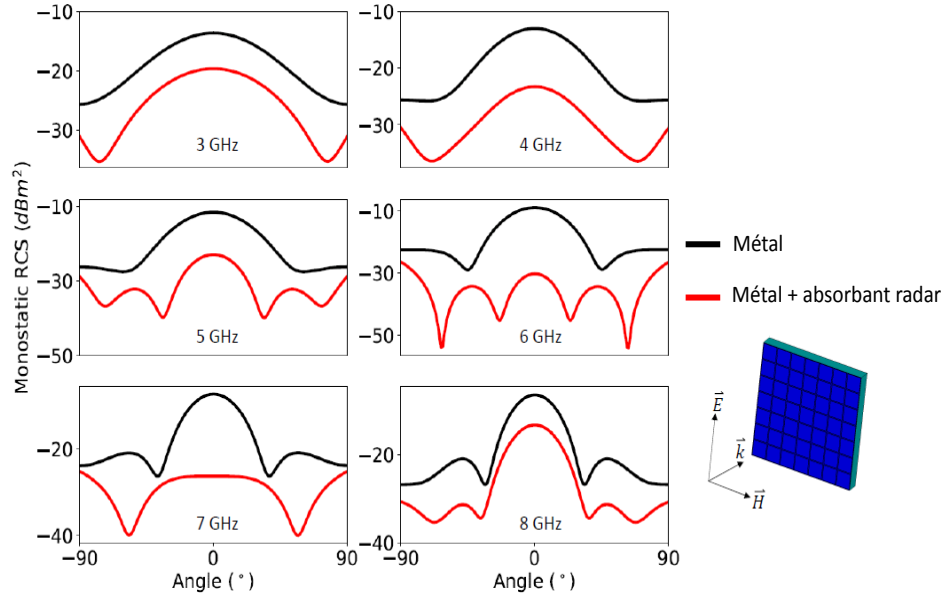 Monostatic RCS (dBm²)
−10
−20
−30
3 GHz
−10
−20
−30
4 GHz
−10
−30
−50
5 GHz
−10
−30
−50
6 GHz
−20
−40
−90
0
90
7 GHz
Angle (°)
−20
−40
−90
0
90
8 GHz
Angle (°)
Métal
Métal + absorbant radar
E
k
H